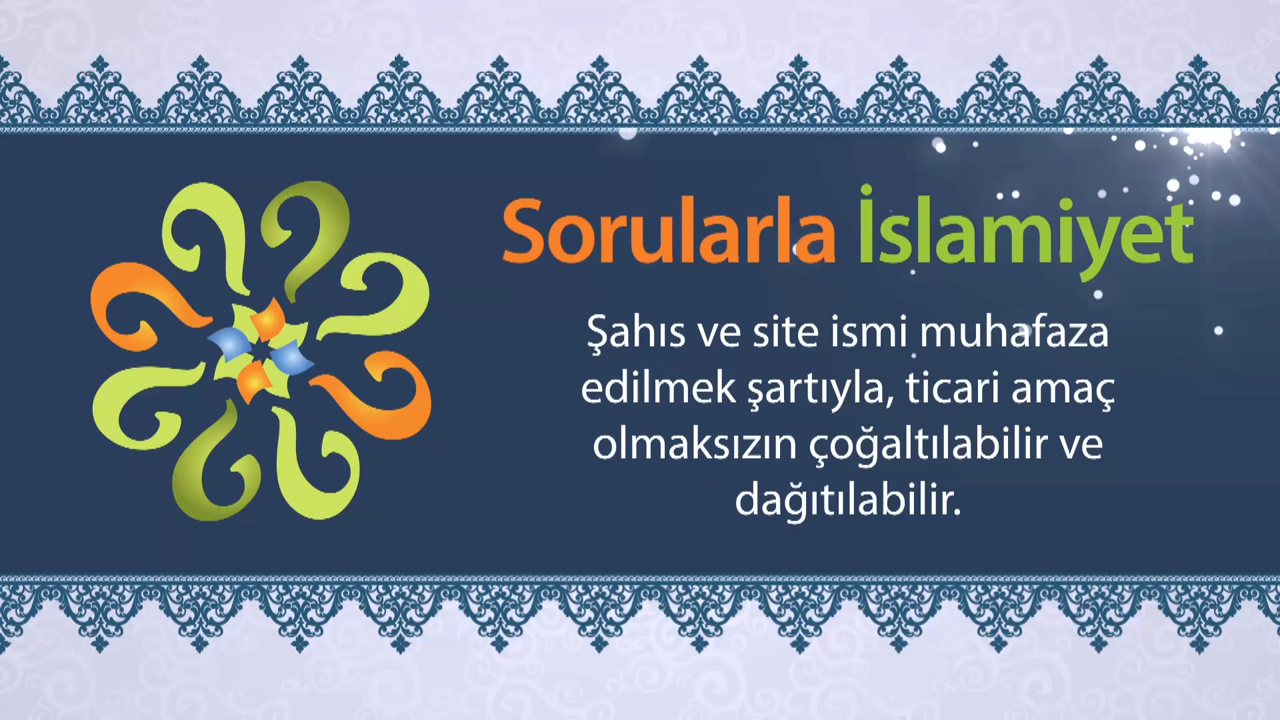 Sorularla İslamiyet
Şahıs ve site ismi muhafaza
edilmek şartıyla, ticari amaç
olmaksızın çoğaltılabilir ve
dağıtılabilir.